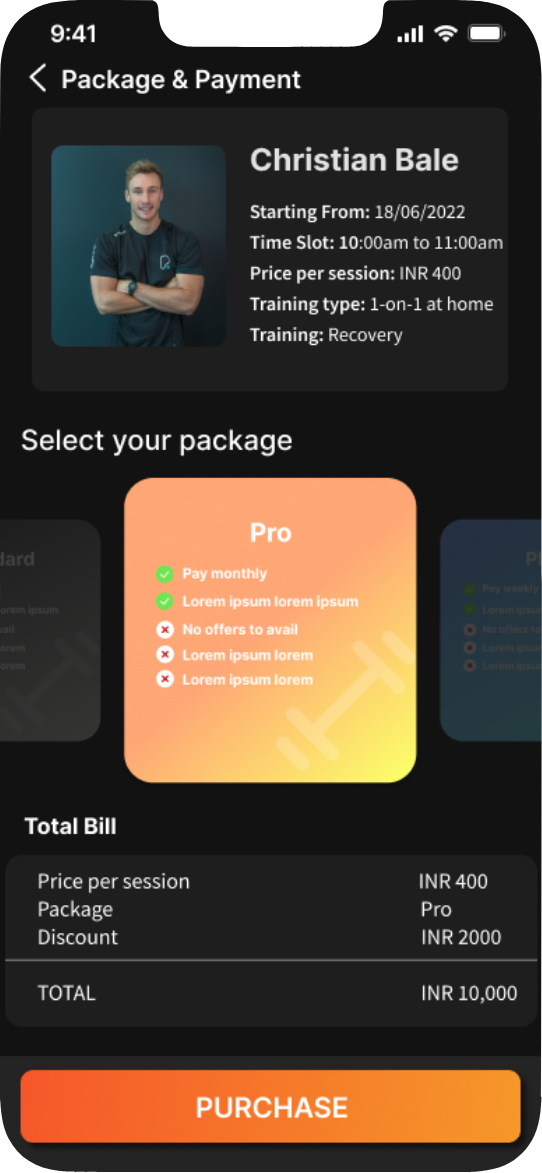 9:41
Package & Payment
Christian Bale
Starting From: 18/06/2022
Time Slot: 10:00am to 11:00am
Price per session: INR 400
Training type: 1-on-1 at home
Training: Recovery
Select your package
dard
orem ipsum
vail
orem
orem
Pro
Pay monthly
Lorem ipsum lorem ipsum
No offers to avail
Lorem ipsum lorem
Lorem ipsum lorem
Pl
Pay weekly
Lorem ipsu
No offers to
Lorem ipsu
Lorem ipsu
Total Bill
Price per session INR 400
Package Pro
Discount INR 2000
TOTAL INR 10,000
PURCHASE